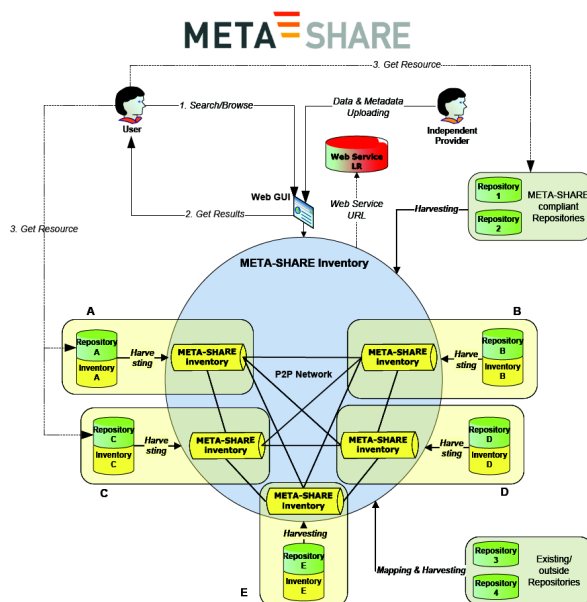 META SHARE
3. Get Resource
User
1. Search/Browse
Data & Metadata
Uploading
Independent
Provider
Web Service
LR
Web GUI
2. Get Results
Web Service
URL
3. Get Resource
Harvesting
Repository
1
Repository
2
META-SHARE
compliant
Repositories
META-SHARE Inventory
A
Repository
A
Inventory
A
Harve
sting
META-SHARE
inventory
P2P Network
B
META-SHARE
inventory
Harve
sting
Repository
B
Inventory
B
C
Repository
C
Inventory
C
Harve
sting
META-SHARE
inventory
D
META-SHARE
inventory
Harve
sting
Repository
D
Inventory
D
META-SHARE
inventory
Harvesting
Repository
E
Inventory
E
E
Mapping & Harvesting
Repository
3
Repository
4
Existing/
outside
Repositories